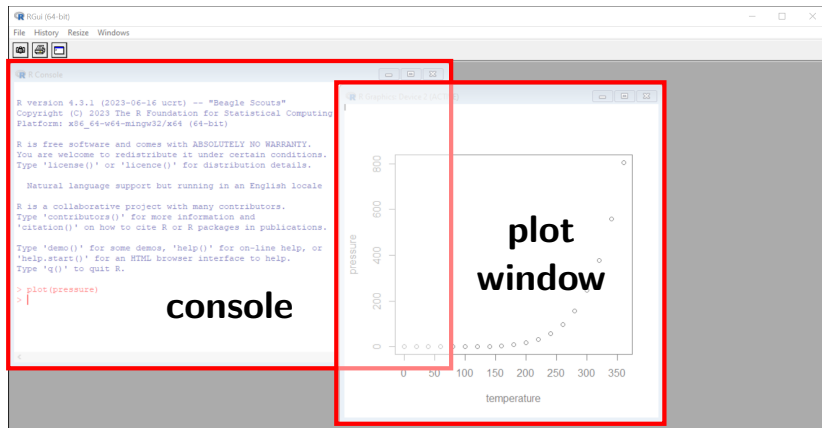 RGui (64-bit)
File History Resize Windows
R Console
R version 4.3.1 (2023-06-16 ucrt) -- "Beagle Scouts"
Copyright (C) 2023 The R Foundation for Statistical Computing
Platform: x86_64-w64-mingw32/x64 (64-bit)
R is free software and comes with ABSOLUTELY NO WARRANTY.
You are welcome to redistribute it under certain conditions.
Type 'license()' or 'licence()' for distribution details.
Natural language support but running in an English locale
R is a collaborative project with many contributors.
Type 'contributors()' for more information and
'citation()' on how to cite R or R packages in publications.
Type 'demo()' for some demos, 'help()' for on-line help, or
'help.start()' for an HTML browser interface to help.
Type 'q()' to quit R.
> plot(pressure)
>
console
R Graphics: Device 2 (ACTIVE)
800
600
400
200
0
pressure
plot
window
0 50 100 150 200 250 300 350
temperature